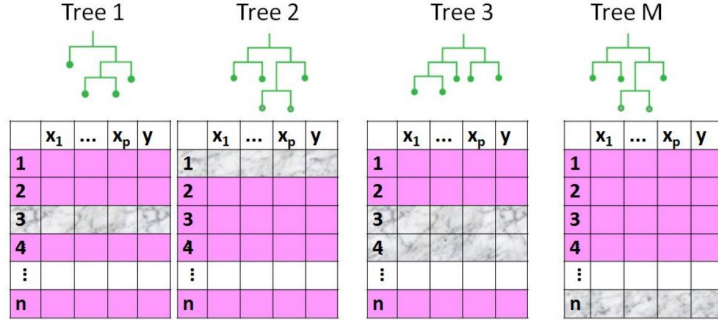 Tree 1 Tree 2 Tree 3 Tree M
x1 ... xp y x1 ... xp y x1 ... xp y x1 ... xp y
1 1 1 1
2 2 2 2
3 3 3 3
4 4 4 4
⋮ ⋮ ⋮ ⋮
n n n n